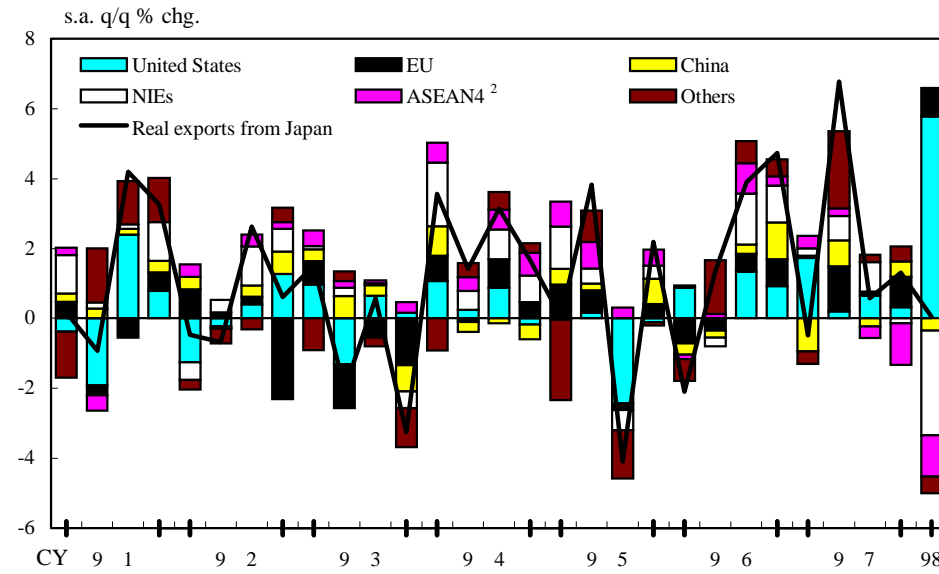 s.a. q/q % chg.
8
United States EU China
NIEs ASEAN4 2 Others
6
Real exports from Japan
4
2
0
-2
-4
-6
CY 9 1 9 2 9 3 9 4 9 5 9 6 9 7 98